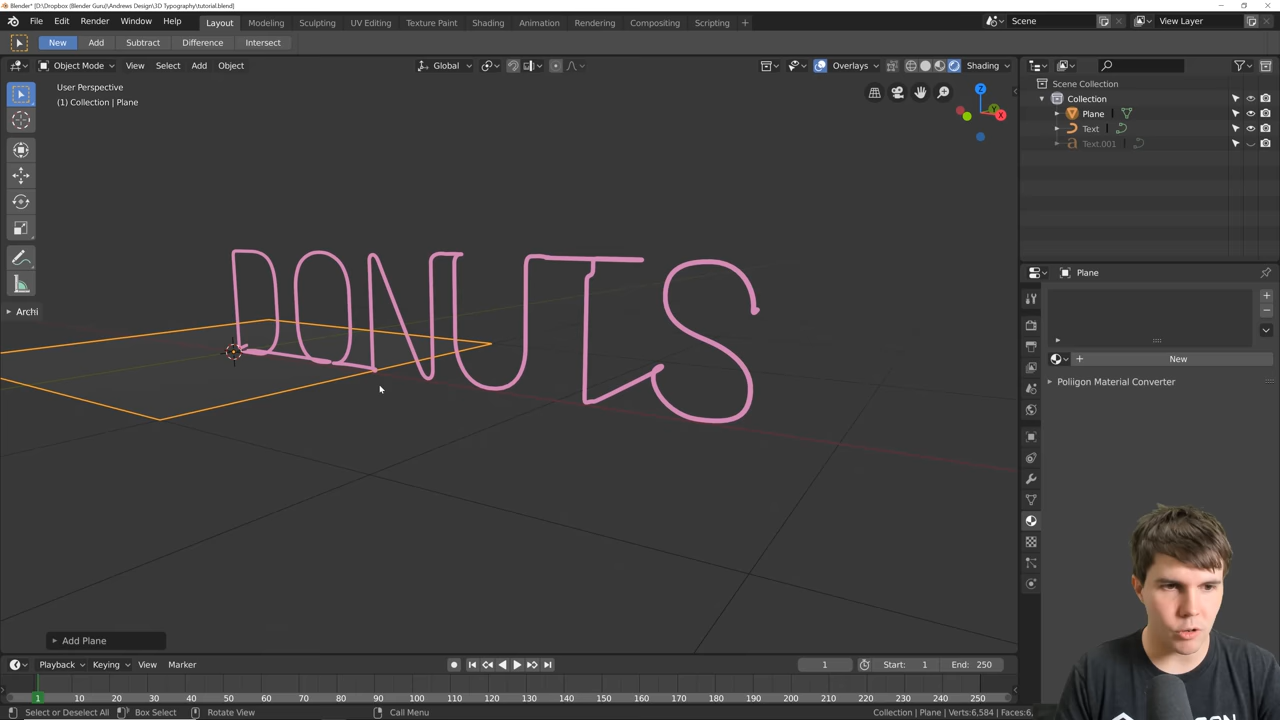 Blender* [D:\Dropbox (Blender Guru)\Andrews Design\3D Typography\tutorial.blend]
File Edit Render Window Help Layout Modeling Sculpting UV Editing Texture Paint Shading Animation Rendering Compositing Scripting + Scene View Layer
New Add Subtract Difference Intersect
Object Mode View Select Add Object Global Overlays Shading
User Perspective
(1) Collection | Plane
Z
Y
X
Scene Collection
Collection
Plane
Text
Text.001
Archi
DONUTS
Plane
New
Poliigon Material Converter
Add Plane
Playback Keying View Marker 1 Start: 1 End: 250
1 10 20 30 40 50 60 70 80 90 100 110 120 130 140 150 160 170 180 190 200 210 220 230 240 250
Select or Deselect All Box Select Rotate View Call Menu Collection | Plane | Verts:6,584 | Faces:6,